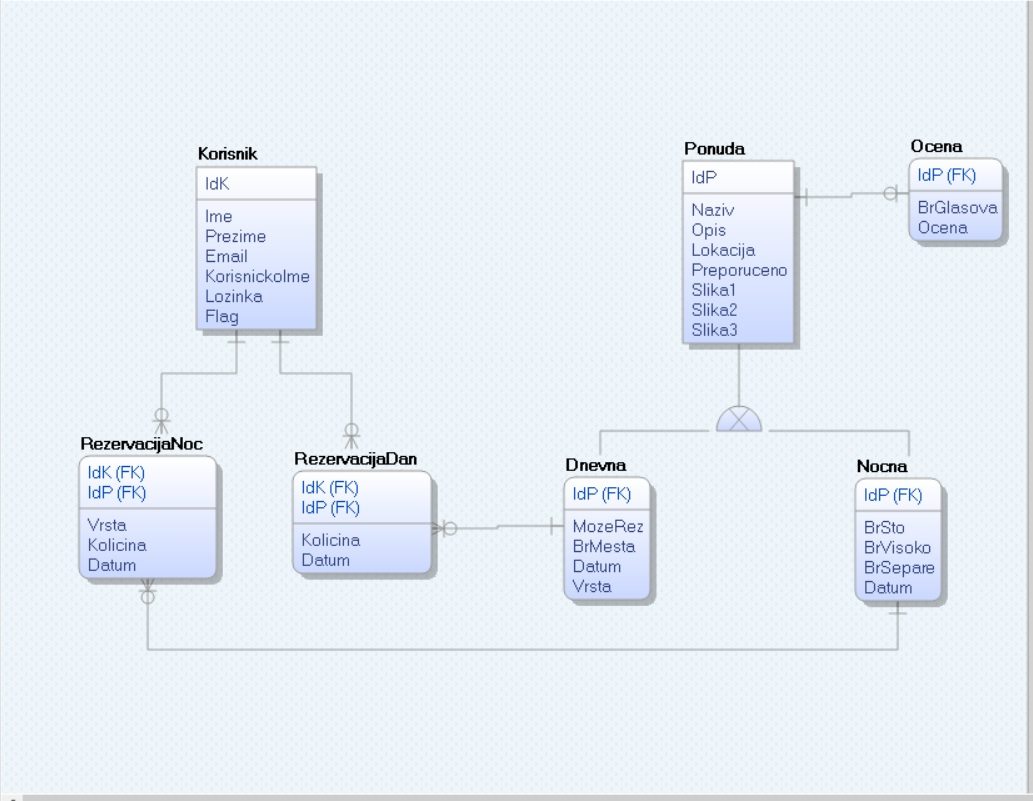 Korisnik
IdK
Ime
Prezime
Email
KorisnickoIme
Lozinka
Flag
Ponuda
IdP
Naziv
Opis
Lokacija
Preporuceno
Slika1
Slika2
Slika3
Ocena
IdP (FK)
BrGlasova
Ocena
RezervacijaNoc
IdK (FK)
IdP (FK)
Vrsta
Kolicina
Datum
RezervacijaDan
IdK (FK)
IdP (FK)
Kolicina
Datum
Dnevna
IdP (FK)
MozeRez
BrMesta
Datum
Vrsta
Nocna
IdP (FK)
BrSto
BrVisoko
BrSepare
Datum